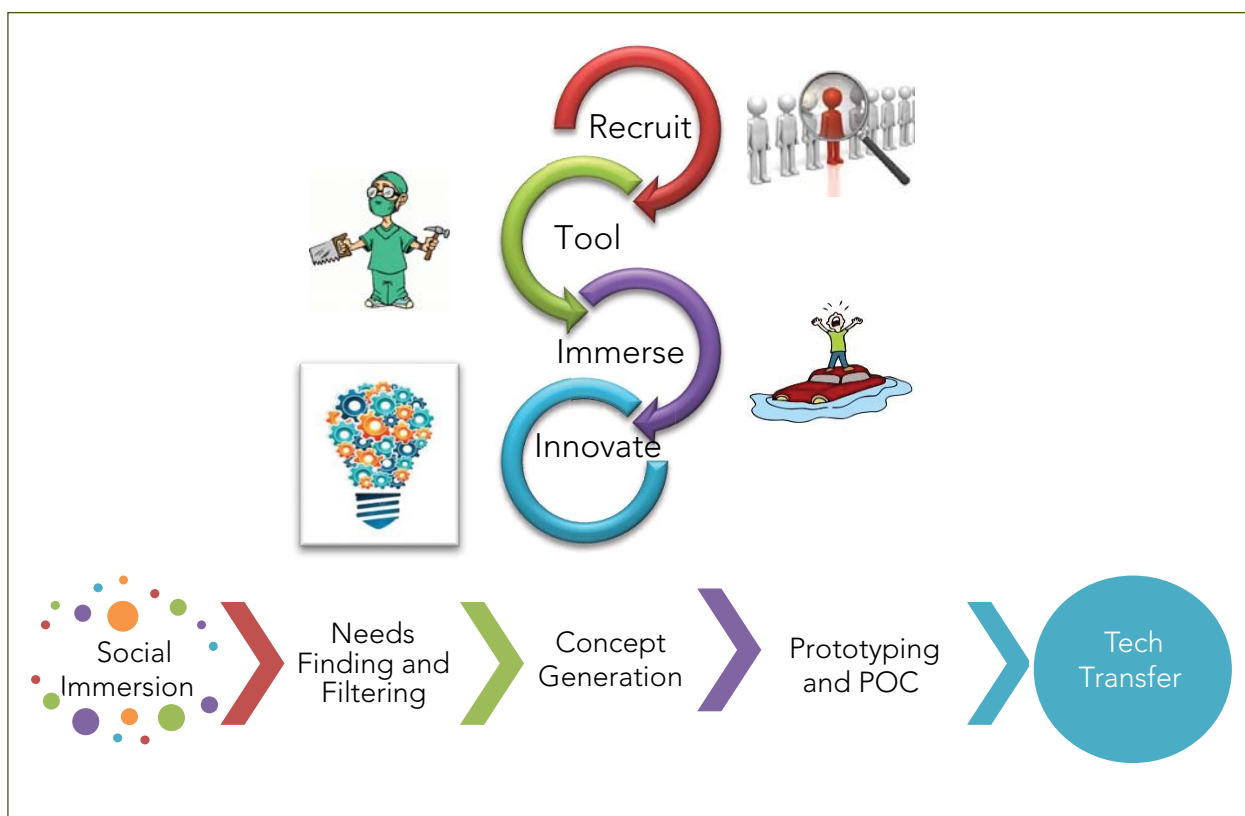 Recruit
Tool
Immerse
Innovate
Social
Immersion
Needs
Finding and
Filtering
Concept
Generation
Prototyping
and POC
Tech
Transfer